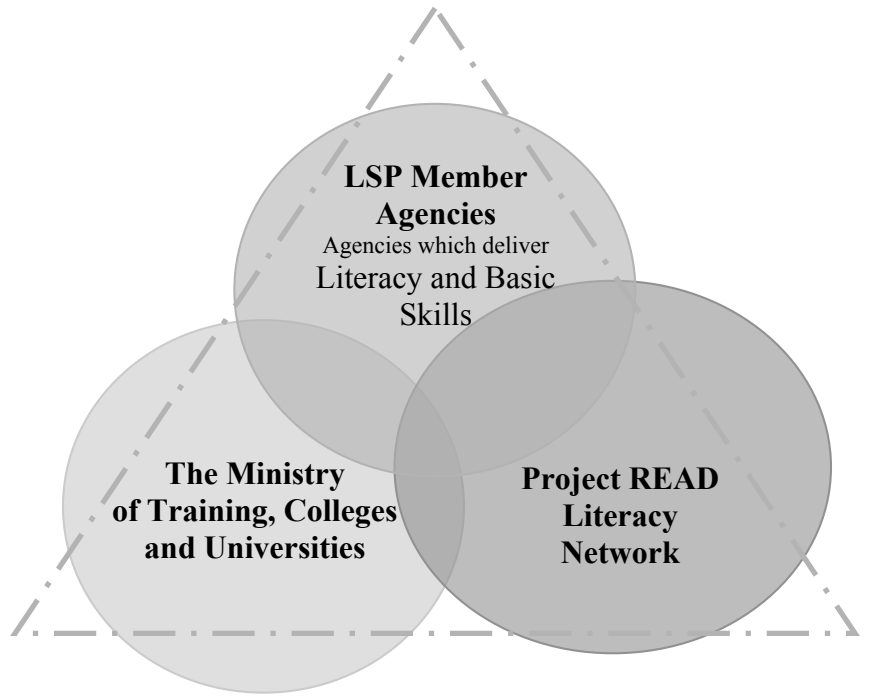 LSP Member
Agencies
Agencies which deliver
Literacy and Basic
Skills
The Ministry
of Training, Colleges
and Universities
Project READ
Literacy
Network